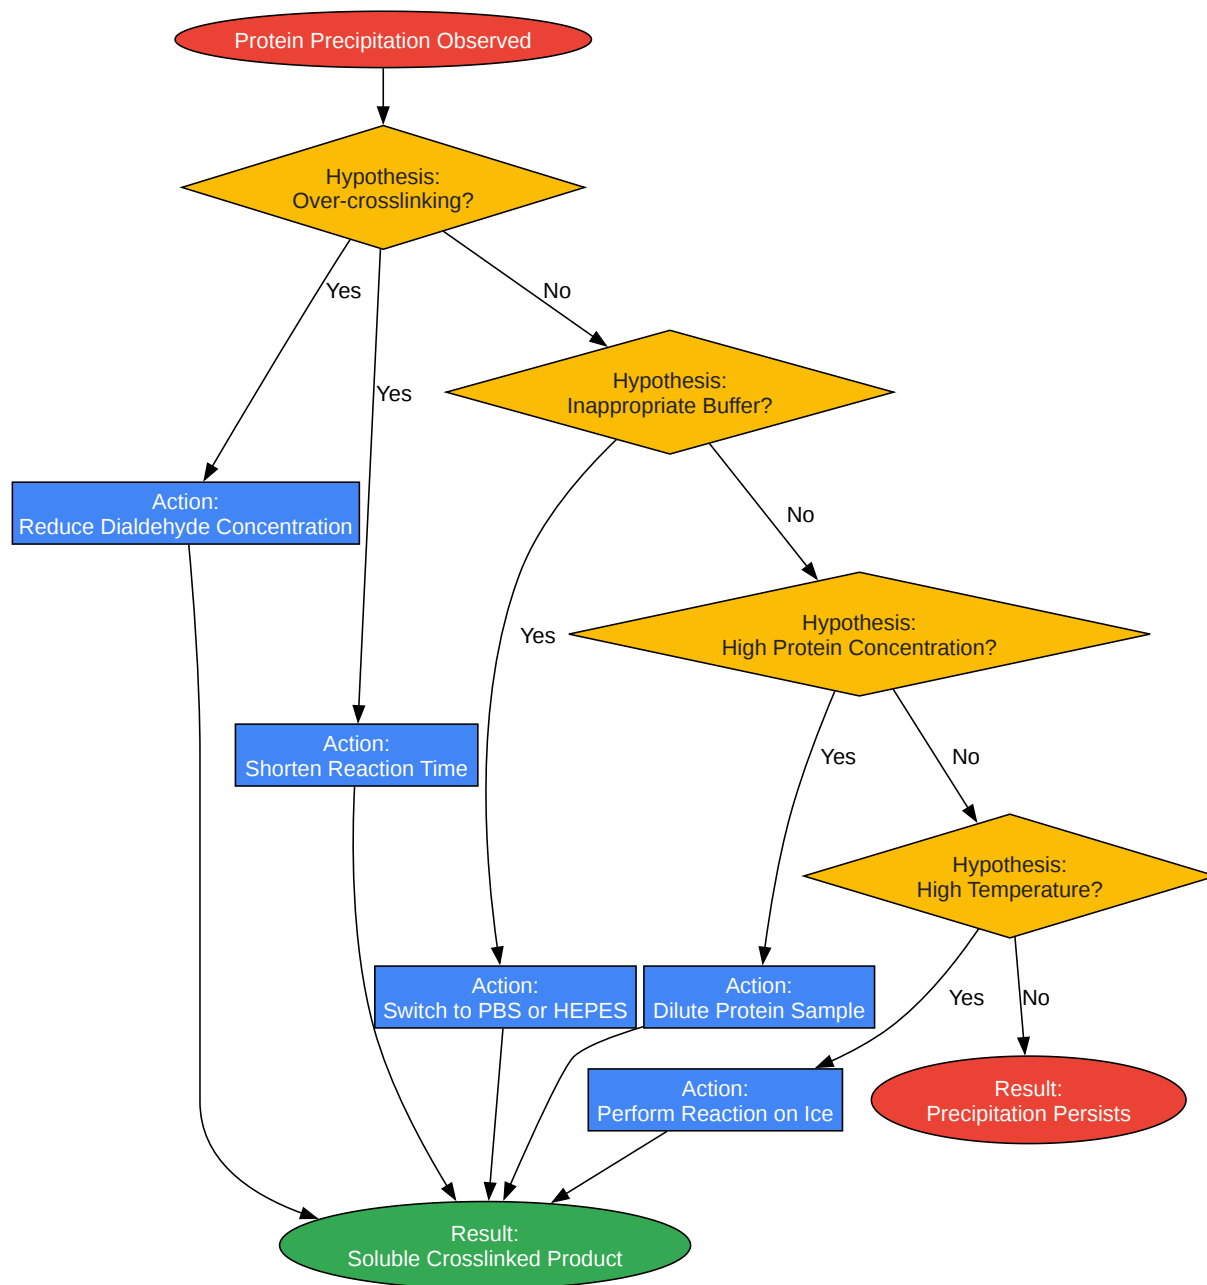 Protein Precipitation Observed
Hypothesis:
Over-crosslinking?
Yes
No
Yes
Hypothesis:
Inappropriate Buffer?
Action:
Reduce Dialdehyde Concentration
No
Yes
Hypothesis:
High Protein Concentration?
Action:
Shorten Reaction Time
Yes
No
Hypothesis:
High Temperature?
Action:
Switch to PBS or HEPES
Action:
Dilute Protein Sample
Yes
No
Action:
Perform Reaction on Ice
Result:
Precipitation Persists
Result:
Soluble Crosslinked Product